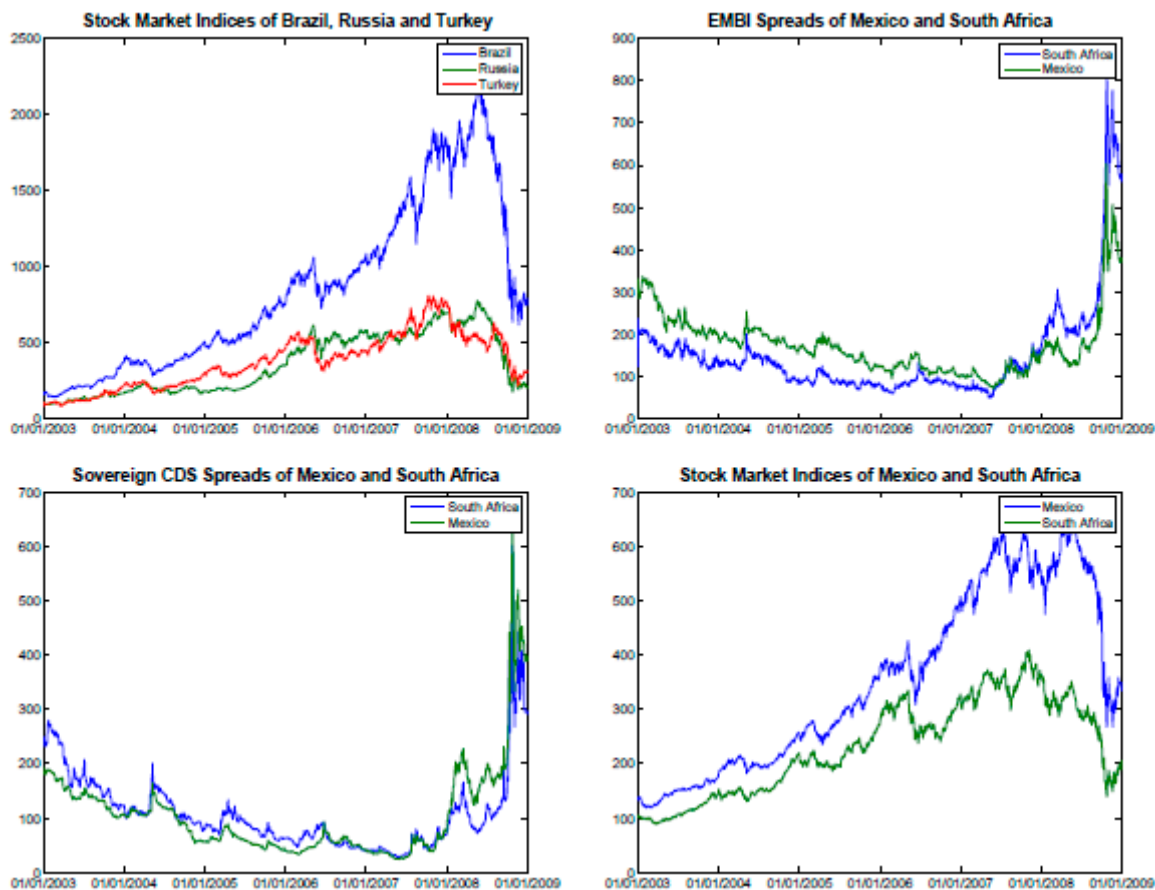 Stock Market Indices of Brazil, Russia and Turkey
2500
2000
1500
1000
500
0
Brazil
Russia
Turkey
01/01/2003 01/01/2004 01/01/2005 01/01/2006 01/01/2007 01/01/2008 01/01/2009
EMBI Spreads of Mexico and South Africa
900
800
700
600
500
400
300
200
100
0
South Africa
Mexico
01/01/2003 01/01/2004 01/01/2005 01/01/2006 01/01/2007 01/01/2008 01/01/2009
Sovereign CDS Spreads of Mexico and South Africa
700
600
500
400
300
200
100
0
South Africa
Mexico
01/01/2003 01/01/2004 01/01/2005 01/01/2006 01/01/2007 01/01/2008 01/01/2009
Stock Market Indices of Mexico and South Africa
700
600
500
400
300
200
100
0
Mexico
South Africa
01/01/2003 01/01/2004 01/01/2005 01/01/2006 01/01/2007 01/01/2008 01/01/2009